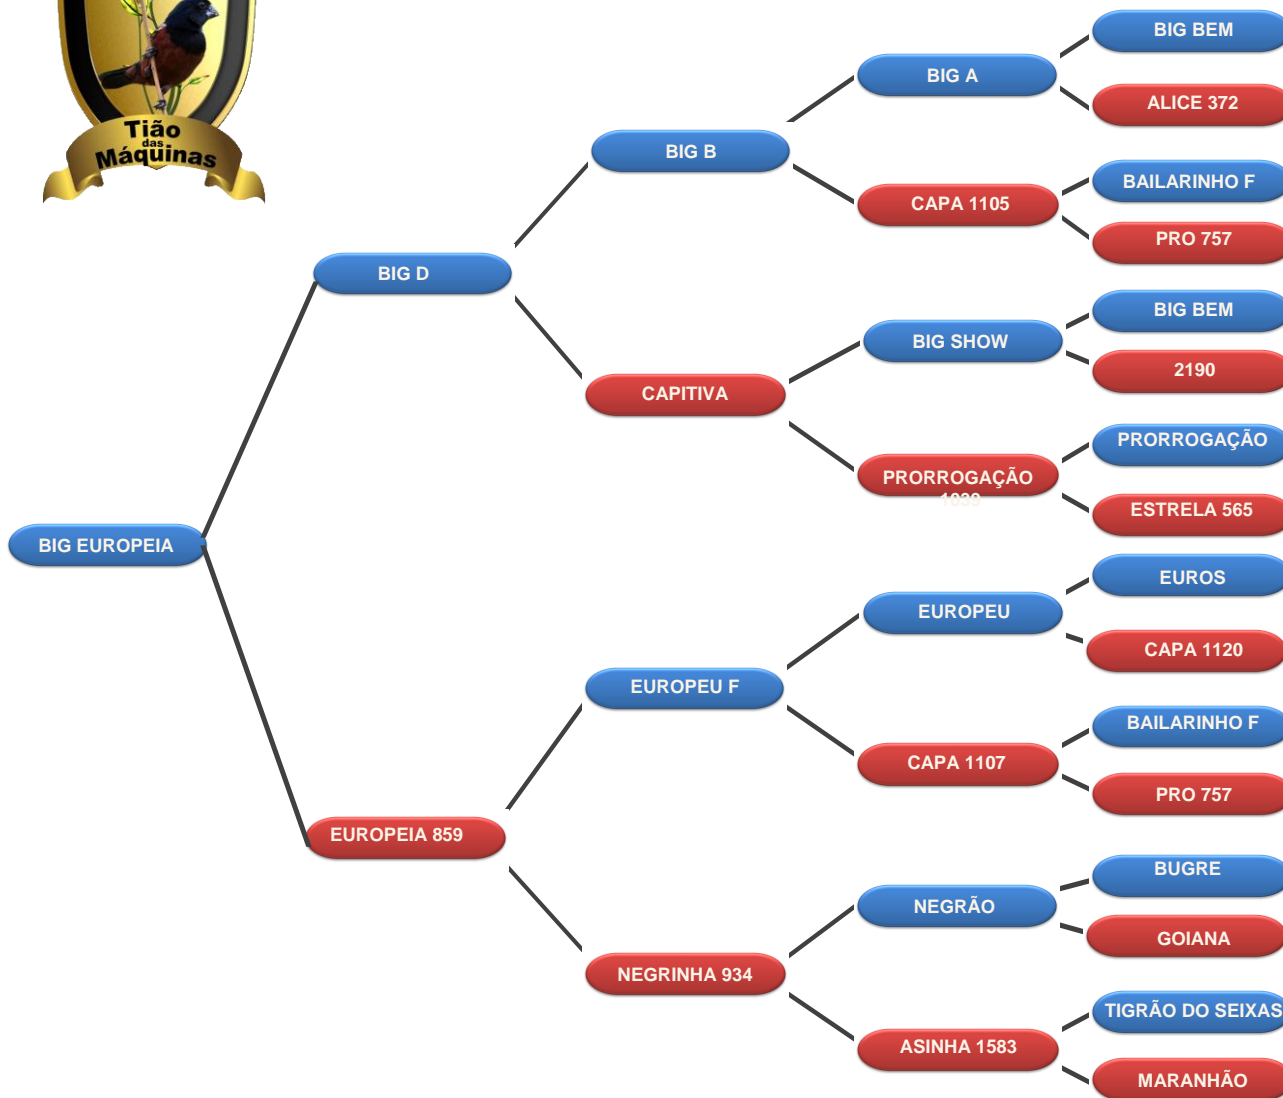 Tião
das
Máquinas
BIG BEM
BIG A
ALICE 372
BIG B
BAILARINHO F
CAPA 1105
PRO 757
BIG D
BIG BEM
BIG SHOW
2190
CAPITIVA
PRORROGAÇÃO
PRORROGAÇÃO
ESTRELA 565
BIG EUROPEIA
EUROS
EUROPEU
CAPA 1120
EUROPEU F
BAILARINHO F
CAPA 1107
PRO 757
EUROPEIA 859
BUGRE
NEGRÃO
GOIANA
NEGRINHA 934
TIGRÃO DO SEIXAS
ASINHA 1583
MARANHÃO